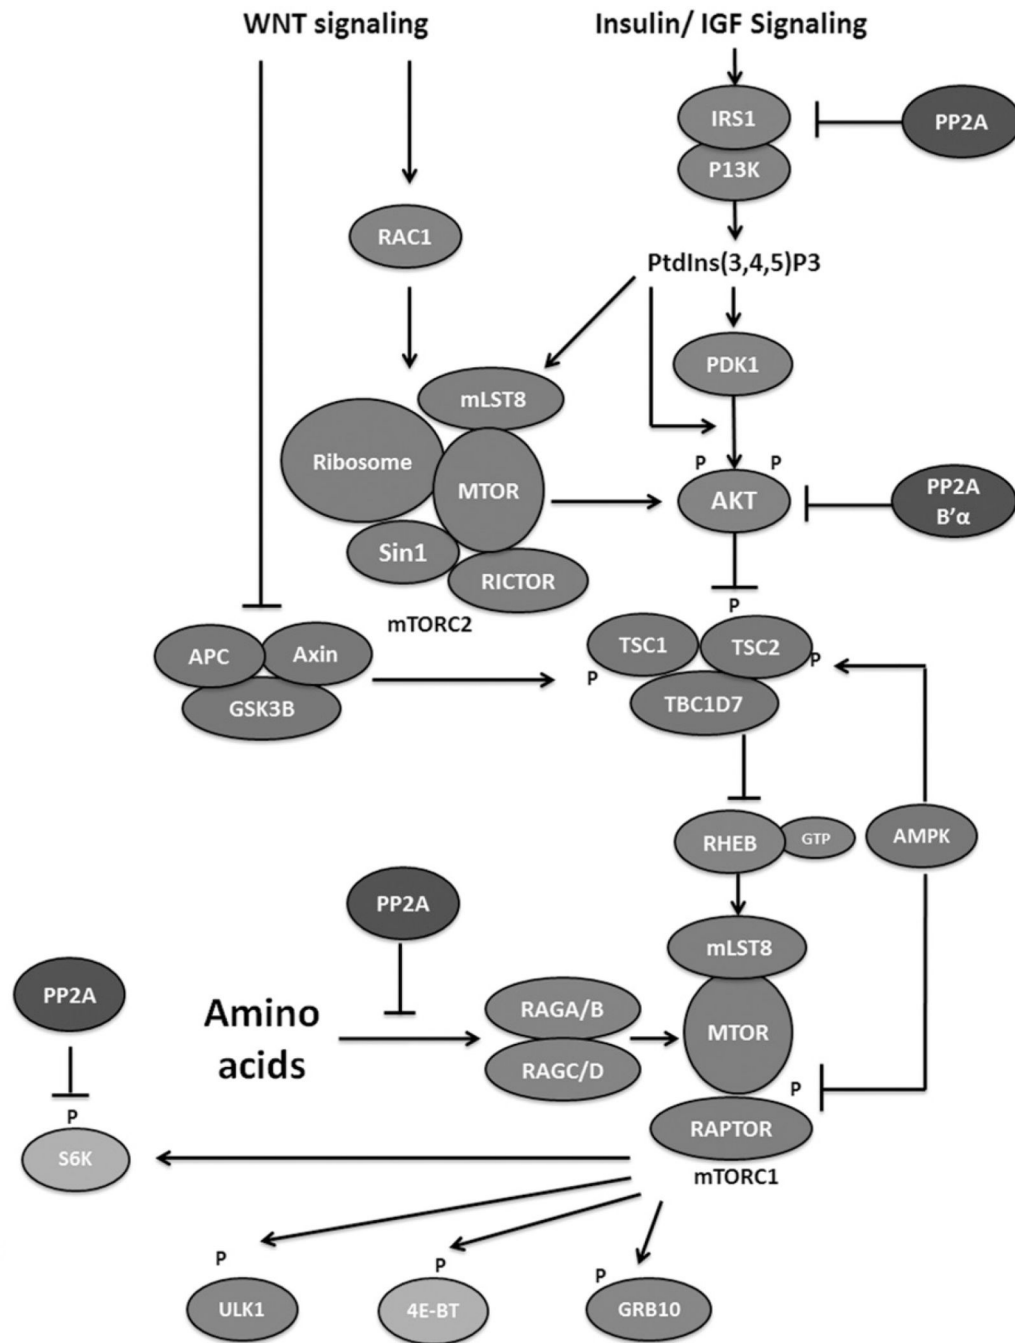 WNT signaling
Insulin/ IGF Signaling
IRS1
PP2A
P13K
RAC1
PtdIns(3,4,5)P3
PDK1
mLST8
Ribosome
MTOR
P
P
AKT
PP2A
B'α
Sin1
RICTOR
mTORC2
P
APC
Axin
GSK3B
TSC1
TSC2
P
P
TBC1D7
RHEB
GTP
AMPK
PP2A
mLST8
PP2A
Amino
acids
RAGA/B
RAGC/D
MTOR
P
RAPTOR
mTORC1
P
S6K
P
ULK1
P
4E-BT
P
GRB10